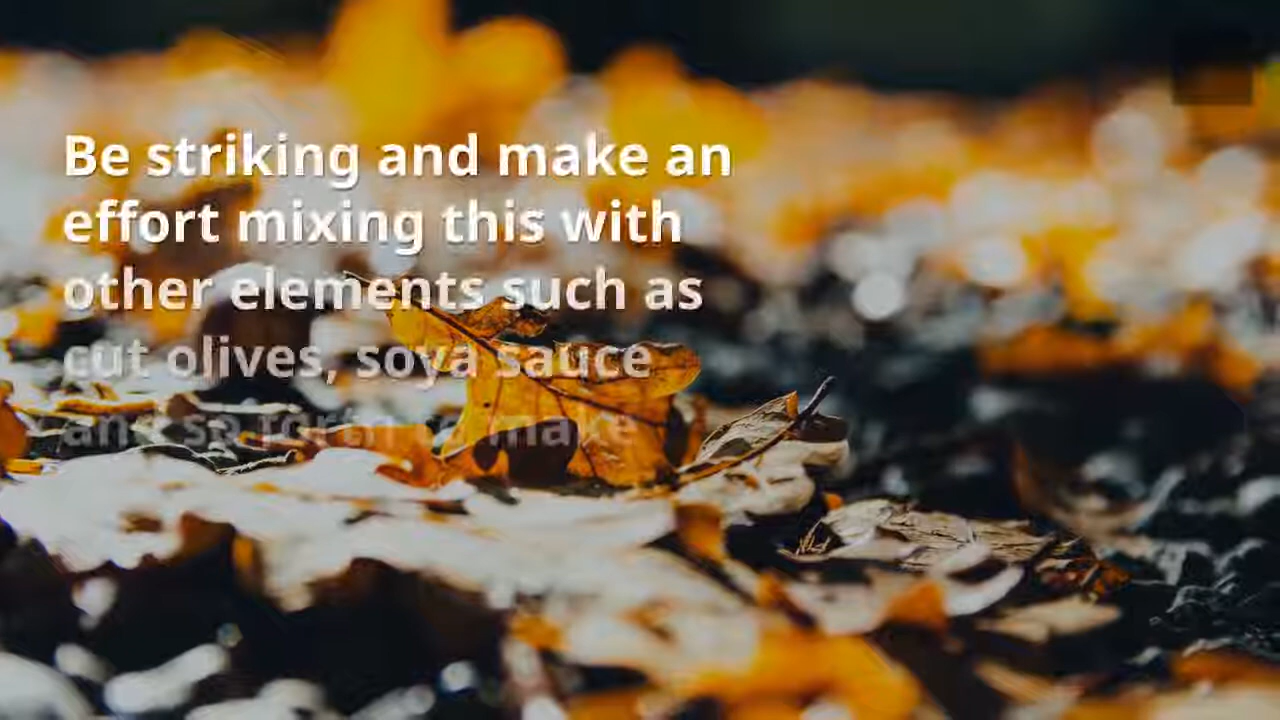 Be striking and make an
effort mixing this with
other elements such as
cut olives, soya sauce
and so forth to make